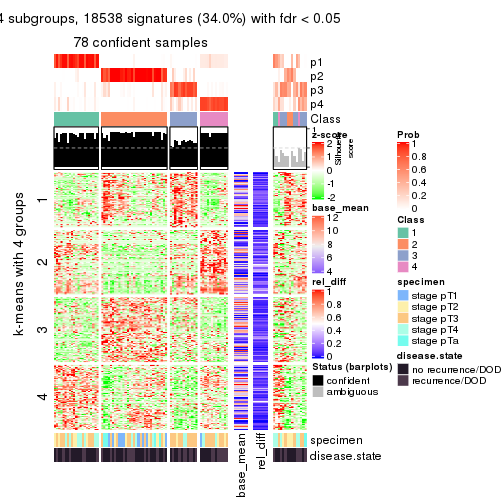 4 subgroups, 18538 signatures (34.0%) with fdr < 0.05
78 confident samples
p1
p2
p3
p4
Class
1
Silhouette
score
k-means with 4 groups
1
2
3
4
base_mean
rel_diff
specimen
disease.state
z-score
2
1
0
-1
-2
base_mean
12
10
8
6
4
rel_diff
1
0.8
0.6
0.4
0.2
0
Status (barplots)
confident
ambiguous
Prob
1
0.8
0.6
0.4
0.2
0
Class
1
2
3
4
specimen
stage pT1
stage pT2
stage pT3
stage pT4
stage pTa
disease.state
no recurrence/DOD
recurrence/DOD